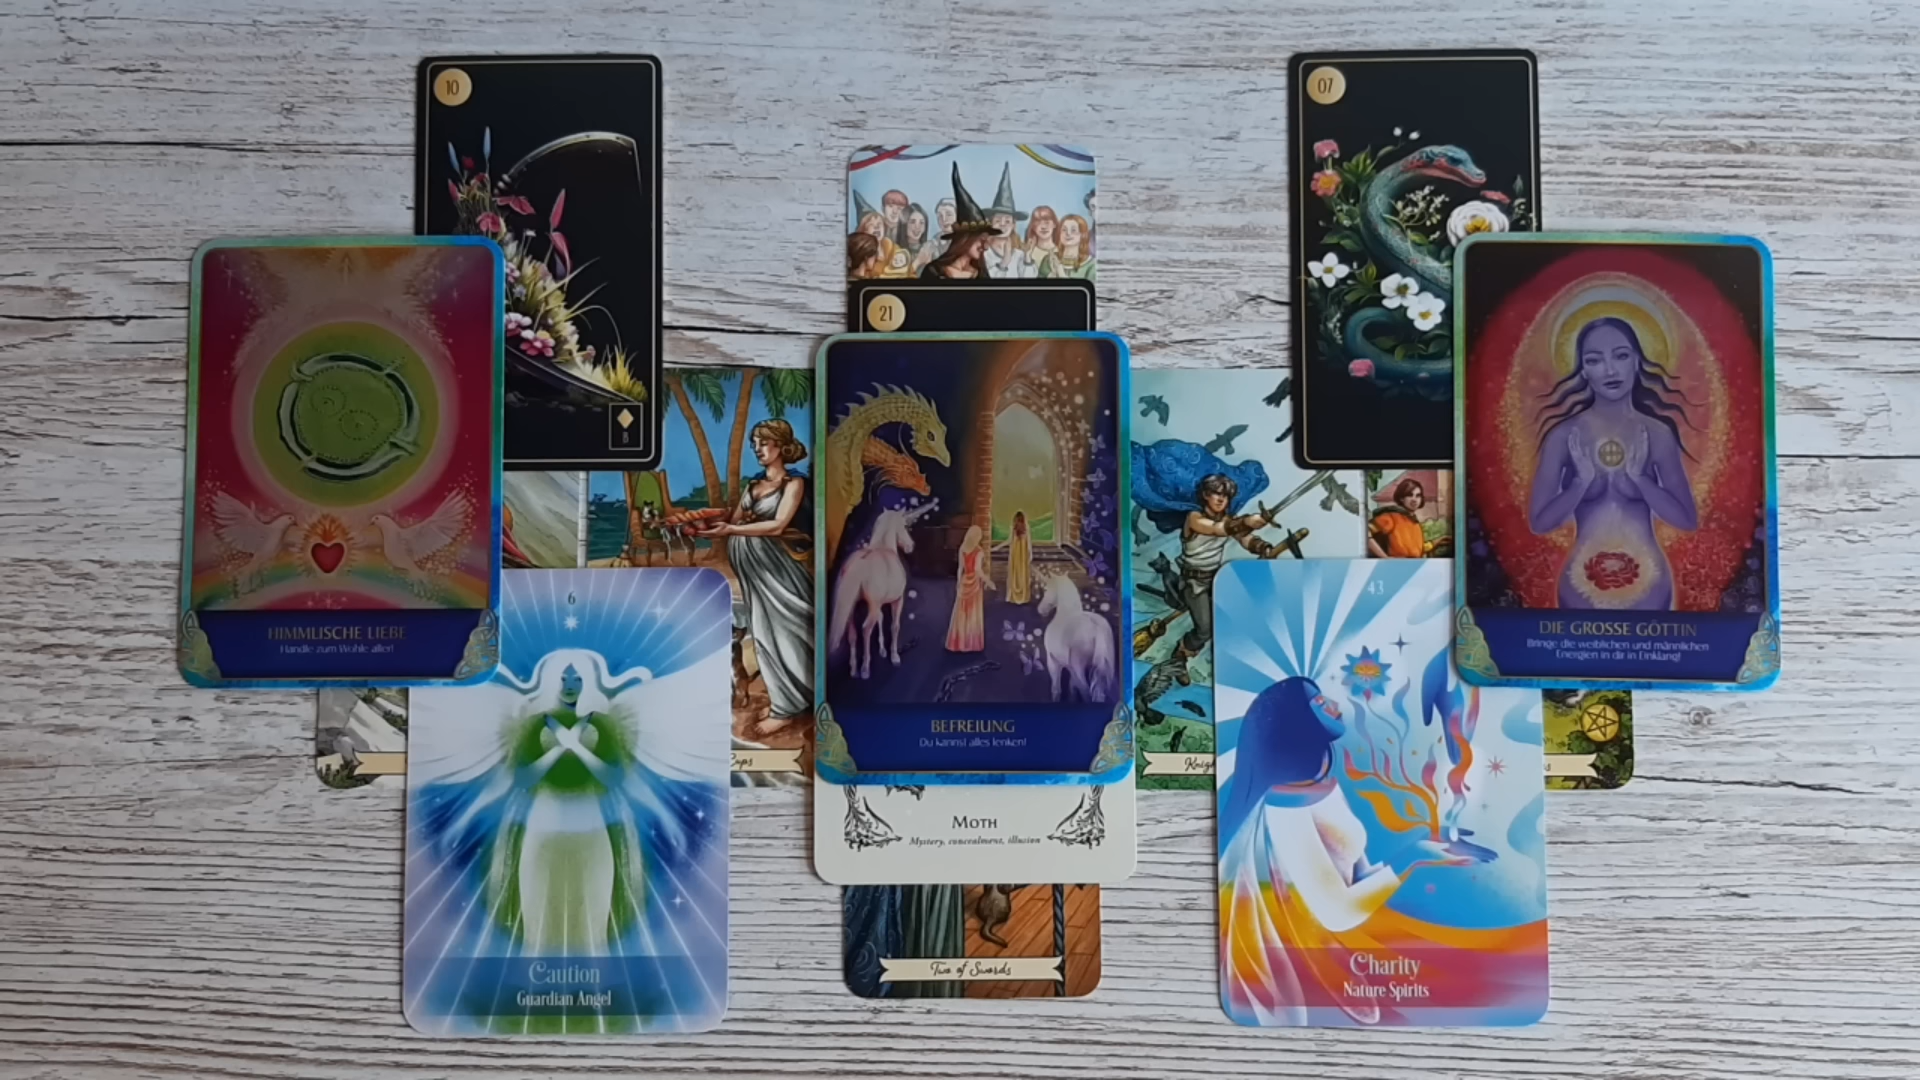 10
07
21
HIMMLISCHE LIEBE
Handle zum Wohle aller!
DIE GROSSE GÖTTIN
Bringe die weiblichen und männlichen
Energien in dir in Einklang!
6
43
BEFREIUNG
Du kannst alles lenken!
Cups
Knigh
s
MOTH
Mystery, concealment, illusion
Two of Swords
Caution
Guardian Angel
Charity
Nature Spirits